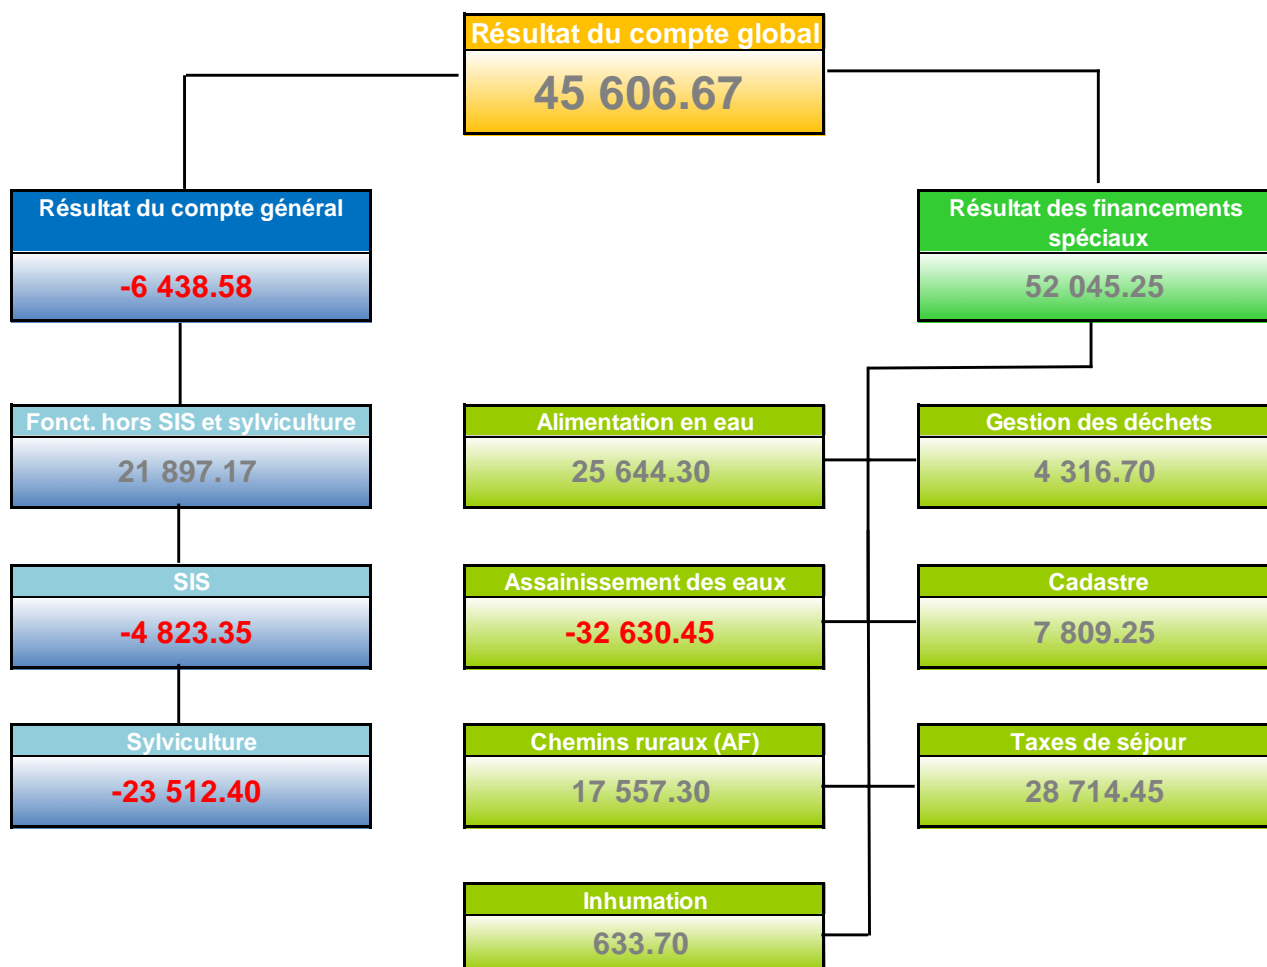 Résultat du compte global
45 606.67
Résultat du compte général
-6 438.58
Résultat des financements
spéciaux
52 045.25
Fonct. hors SIS et sylviculture
21 897.17
Alimentation en eau
25 644.30
Gestion des déchets
4 316.70
SIS
-4 823.35
Assainissement des eaux
-32 630.45
Cadastre
7 809.25
Sylviculture
-23 512.40
Chemins ruraux (AF)
17 557.30
Taxes de séjour
28 714.45
Inhumation
633.70